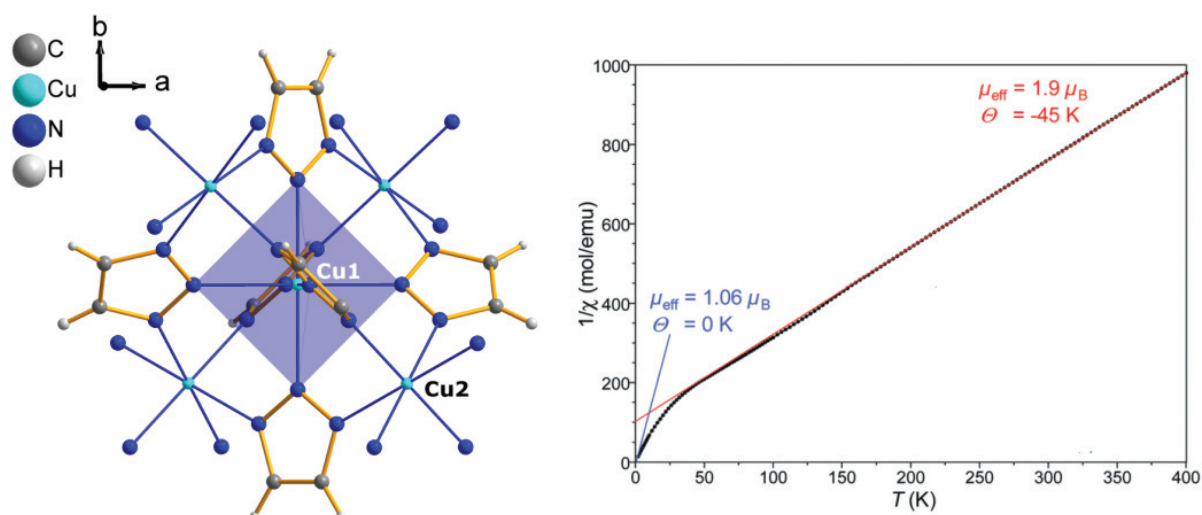 C
Cu
N
H
b
a
Cu1
Cu2
1/χ (mol/emu)
1000
800
600
400
200
0
μeff = 1.9 μB
Θ = -45 K
μeff = 1.06 μB
Θ = 0 K
0 50 100 150 200 250 300 350 400
T (K)